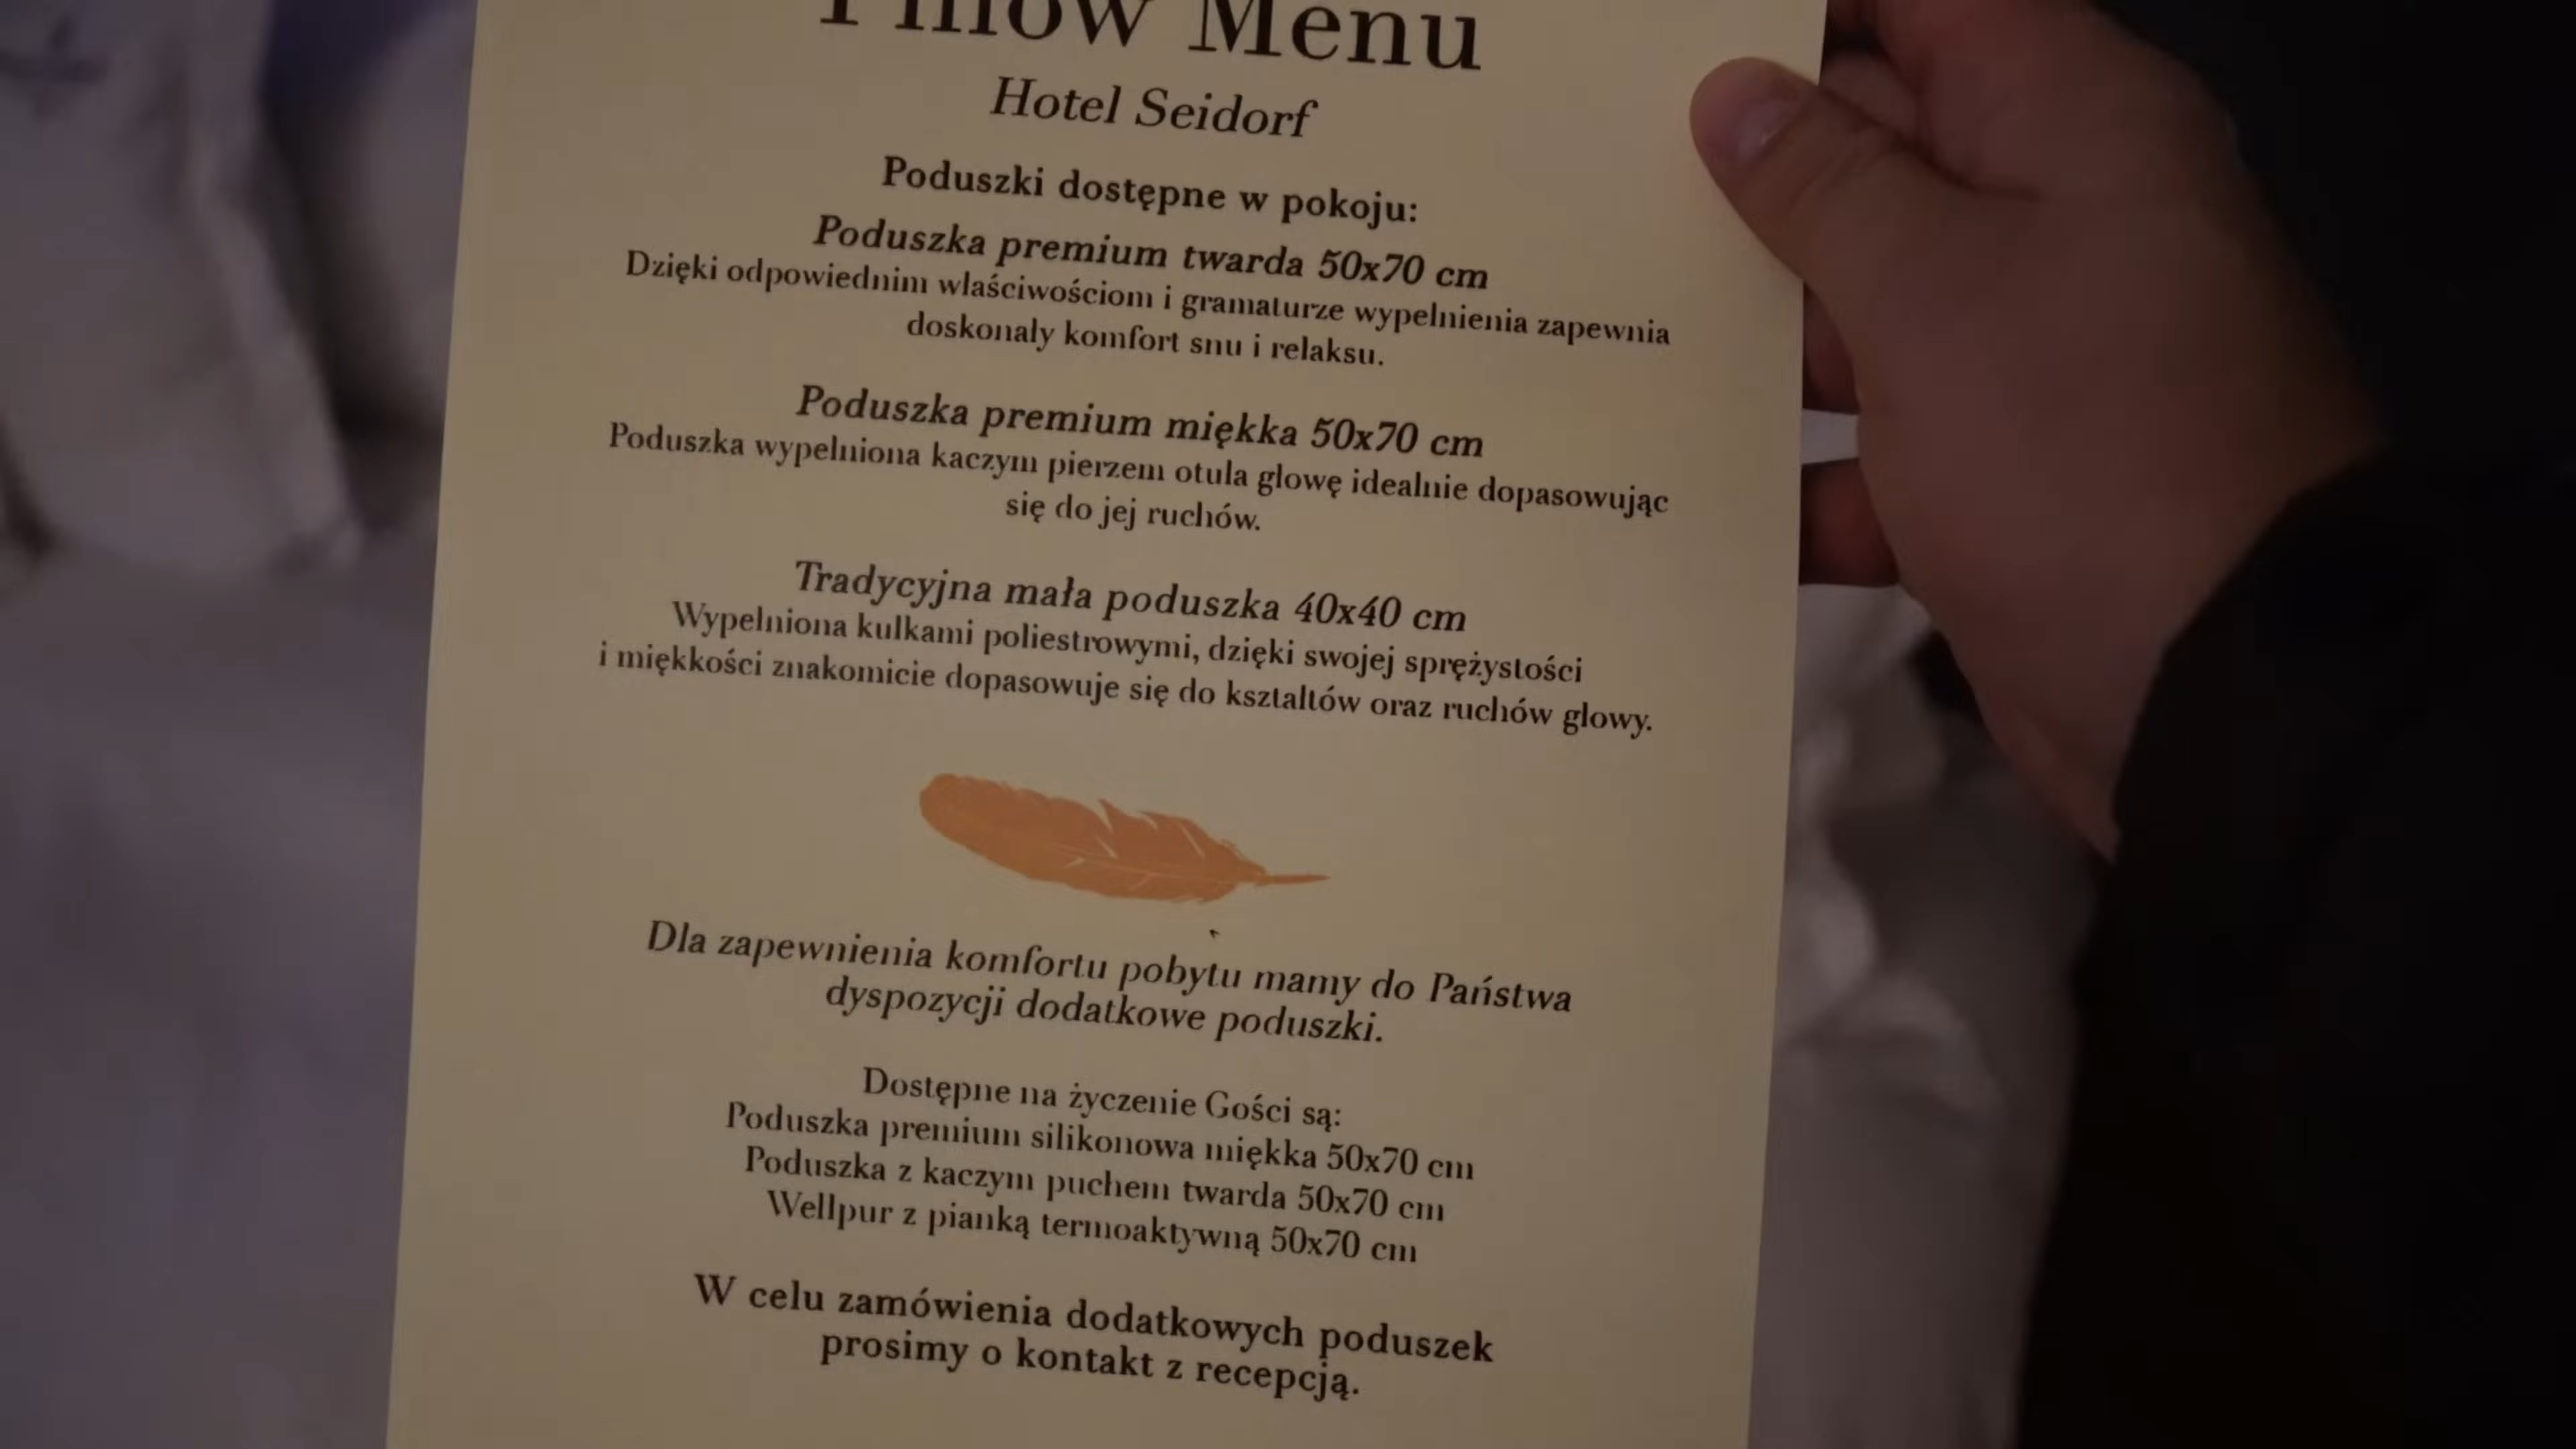 Pillow Menu
Hotel Seidorf
Poduszki dostępne w pokoju:
Poduszka premium twarda 50x70 cm
Dzięki odpowiednim właściwościom i gramaturze wypełnienia zapewnia
doskonały komfort snu i relaksu.
Poduszka premium miękka 50x70 cm
Poduszka wypełniona kaczym pierzem otula głowę idealnie dopasowując
się do jej ruchów.
Tradycyjna mała poduszka 40x40 cm
Wypełniona kulkami poliestrowymi, dzięki swojej sprężystości
i miękkości znakomicie dopasowuje się do kształtów oraz ruchów głowy.
Dla zapewnienia komfortu pobytu mamy do Państwa
dyspozycji dodatkowe poduszki.
Dostępne na życzenie Gości są:
Poduszka premium silikonowa miękka 50x70 cm
Poduszka z kaczym puchem twarda 50x70 cm
Wellpur z pianką termoaktywną 50x70 cm
W celu zamówienia dodatkowych poduszek
prosimy o kontakt z recepcją.